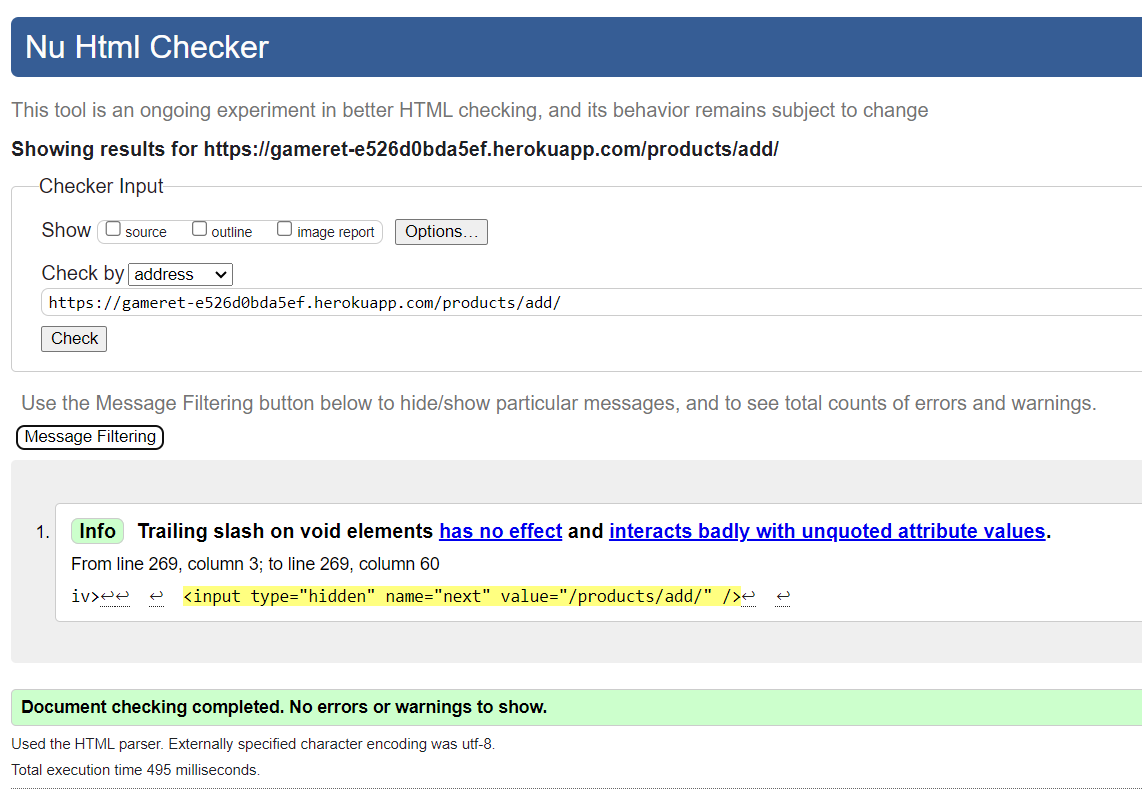 Nu Html Checker
This tool is an ongoing experiment in better HTML checking, and its behavior remains subject to change
Showing results for https://gameret-e526d0bda5ef.herokuapp.com/products/add/
Checker Input
Show source outline image report Options…
Check by address
https://gameret-e526d0bda5ef.herokuapp.com/products/add/
Check
Use the Message Filtering button below to hide/show particular messages, and to see total counts of errors and warnings.
Message Filtering
1. Info Trailing slash on void elements has no effect and interacts badly with unquoted attribute values.
From line 269, column 3; to line 269, column 60
iv>↩↩ ↩ <input type="hidden" name="next" value="/products/add/" />↩ ↩
Document checking completed. No errors or warnings to show.
Used the HTML parser. Externally specified character encoding was utf-8.
Total execution time 495 milliseconds.